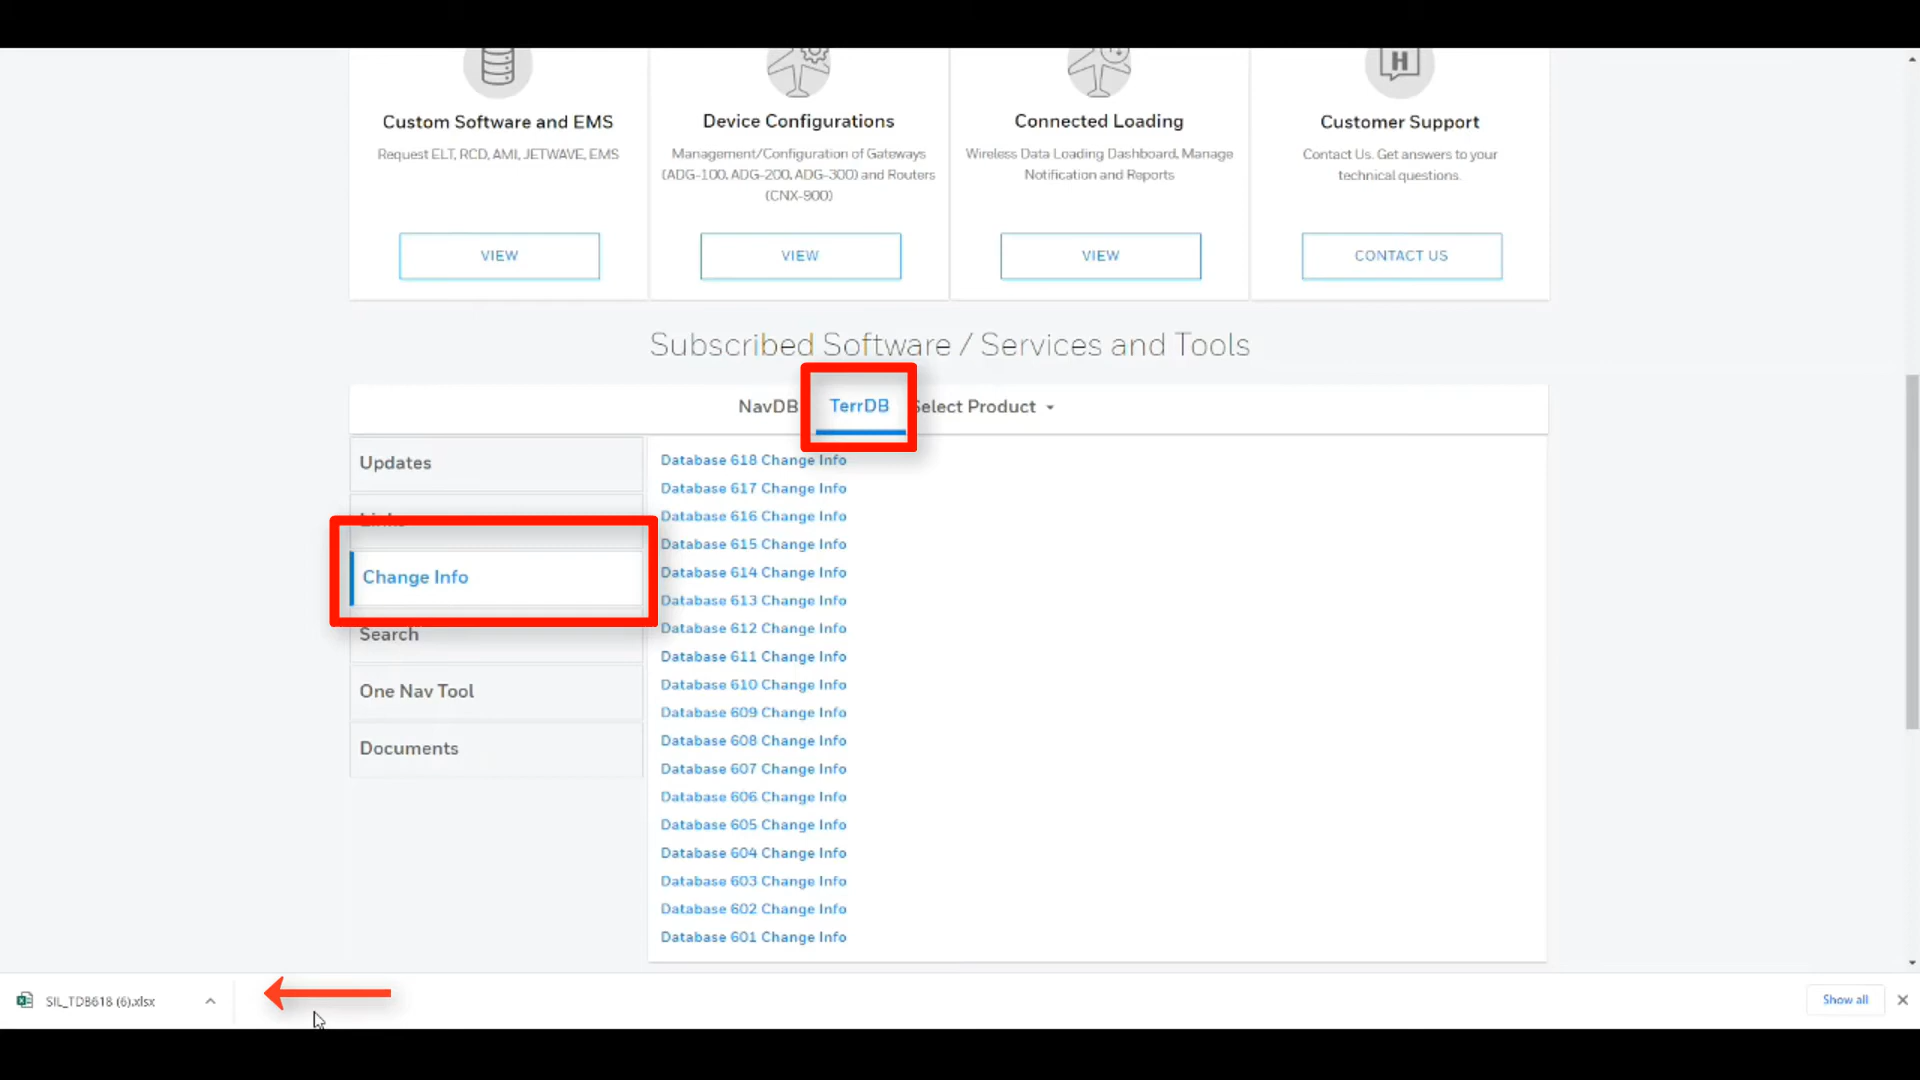 H
Custom Software and EMS
Request ELT, RCD, AMI, JETWAVE, EMS
VIEW
Device Configurations
Management/Configuration of Gateways
(ADG-100, ADG-200, ADG-300) and Routers
(CNX-900)
VIEW
Connected Loading
Wireless Data Loading Dashboard, Manage
Notification and Reports
VIEW
Customer Support
Contact Us. Get answers to your
technical questions.
CONTACT US
Subscribed Software / Services and Tools
NavDB TerrDB Select Product
Updates
Links
Change Info
Search
One Nav Tool
Documents
Database 618 Change Info
Database 617 Change Info
Database 616 Change Info
Database 615 Change Info
Database 614 Change Info
Database 613 Change Info
Database 612 Change Info
Database 611 Change Info
Database 610 Change Info
Database 609 Change Info
Database 608 Change Info
Database 607 Change Info
Database 606 Change Info
Database 605 Change Info
Database 604 Change Info
Database 603 Change Info
Database 602 Change Info
Database 601 Change Info
SIL_TDB618 (6).xlsx
Show all